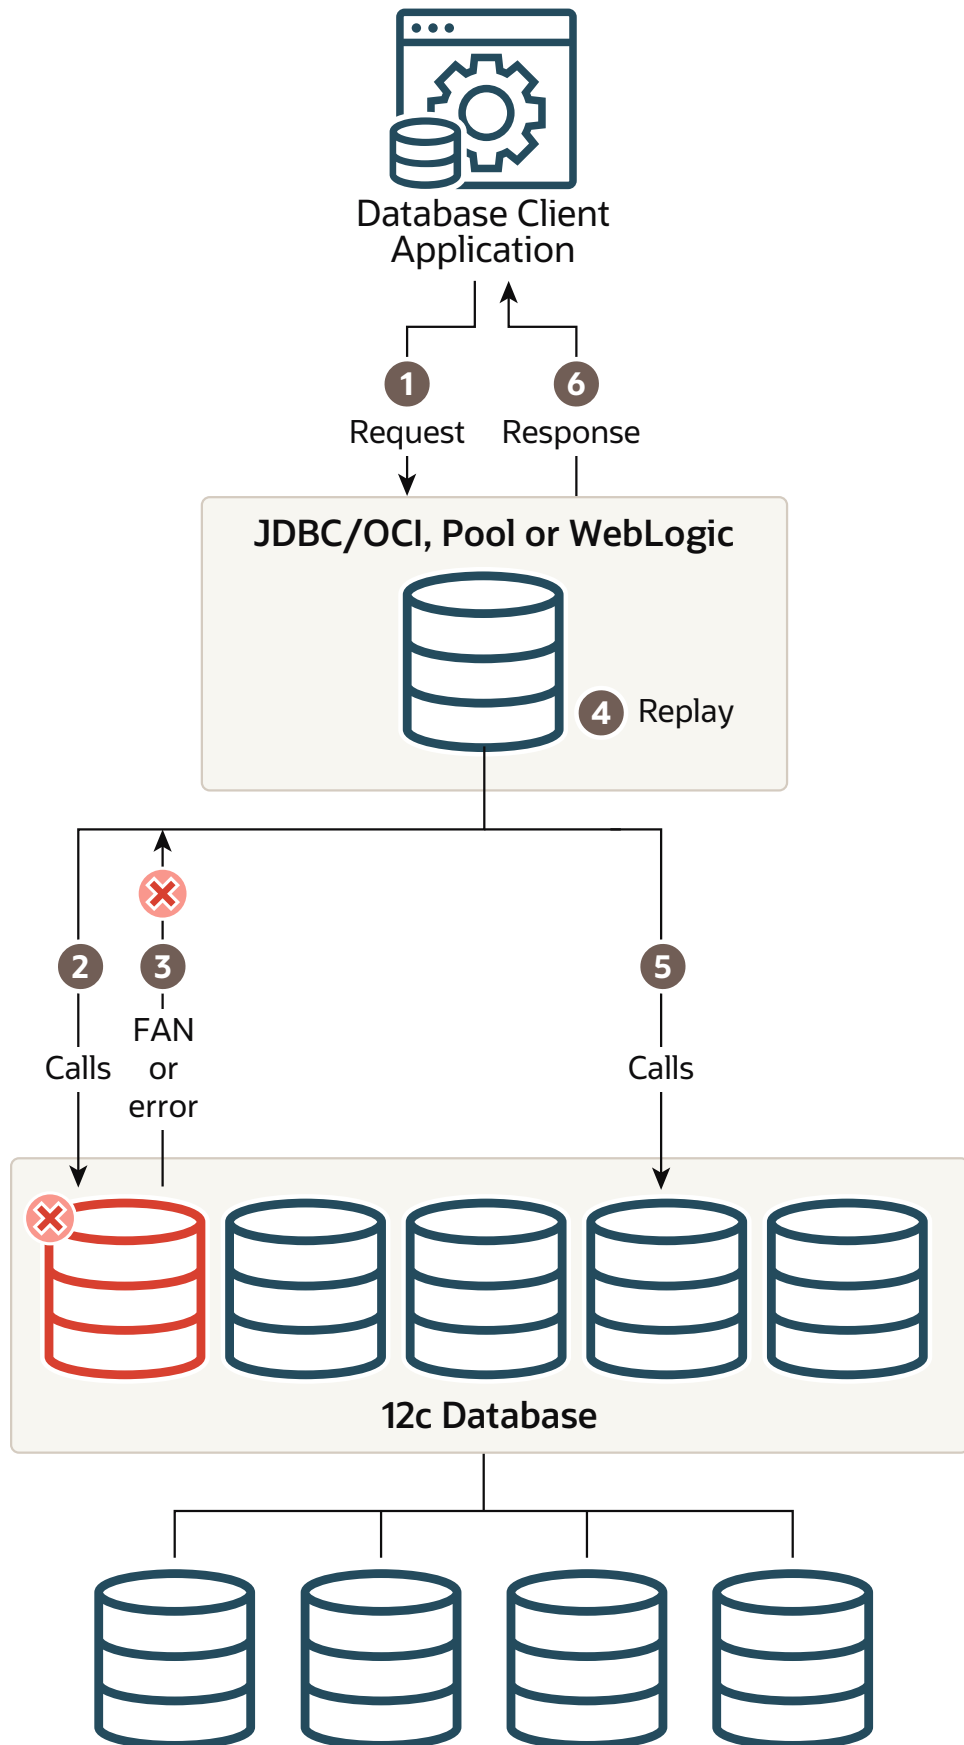 Database Client
Application
1
6
Request
Response
JDBC/OCI, Pool or WebLogic
4 Replay
2
3
5
FAN
or
error
Calls
Calls
12c Database